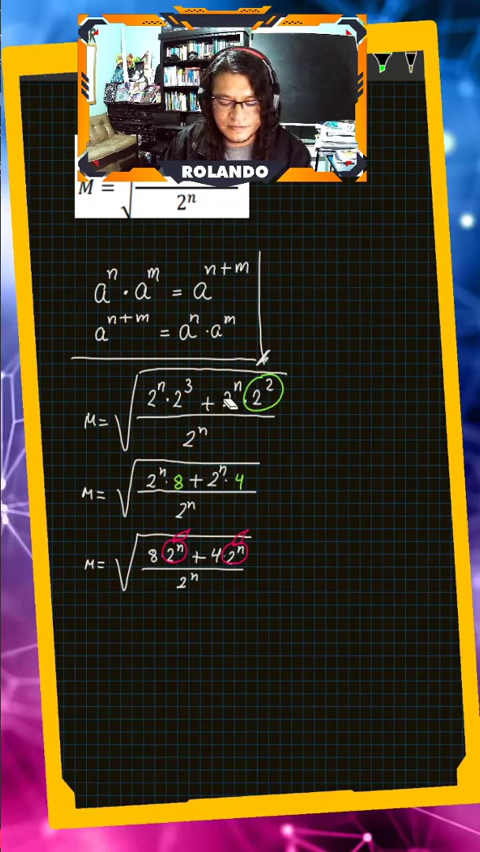 ROLANDO
M = √
2ⁿ
aⁿ · aᵐ = aⁿ⁺ᵐ
aⁿ⁺ᵐ = aⁿ · aᵐ
M = √((2ⁿ · 2³ + 2ⁿ · 2²) / 2ⁿ)
M = √((2ⁿ · 8 + 2ⁿ · 4) / 2ⁿ)
M = √((8 · 2ⁿ + 4 · 2ⁿ) / 2ⁿ)